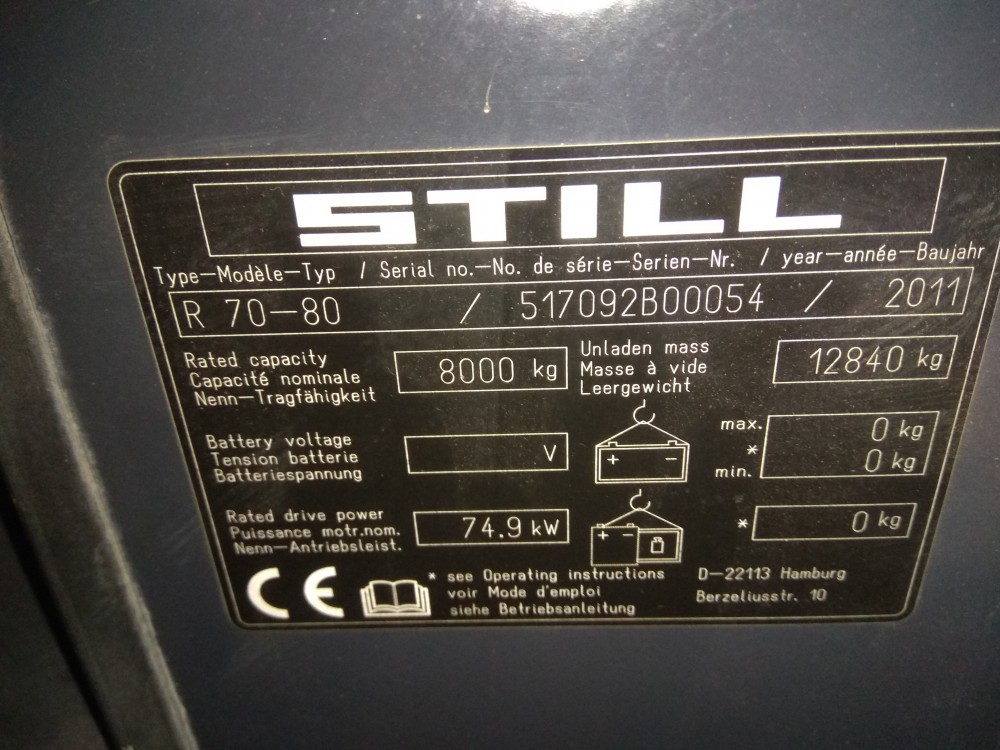 STILL
Type-Modèle-Typ / Serial no.-No. de série-Serien-Nr. / year-année-Baujahr
R 70-80 / 517092B00054 / 2011
Rated capacity
Capacité nominale
Nenn-Tragfähigkeit
8000 kg
Unladen mass
Masse à vide
Leergewicht
12840 kg
Battery voltage
Tension batterie
Batteriespannung
V
+ -
max.
*
min.
0 kg
0 kg
Rated drive power
Puissance motr.nom.
Nenn-Antriebsleist.
74.9 kW
+ -
* 0 kg
CE
* see Operating instructions
voir Mode d'emploi
siehe Betriebsanleitung
D-22113 Hamburg
Berzeliusstr. 10